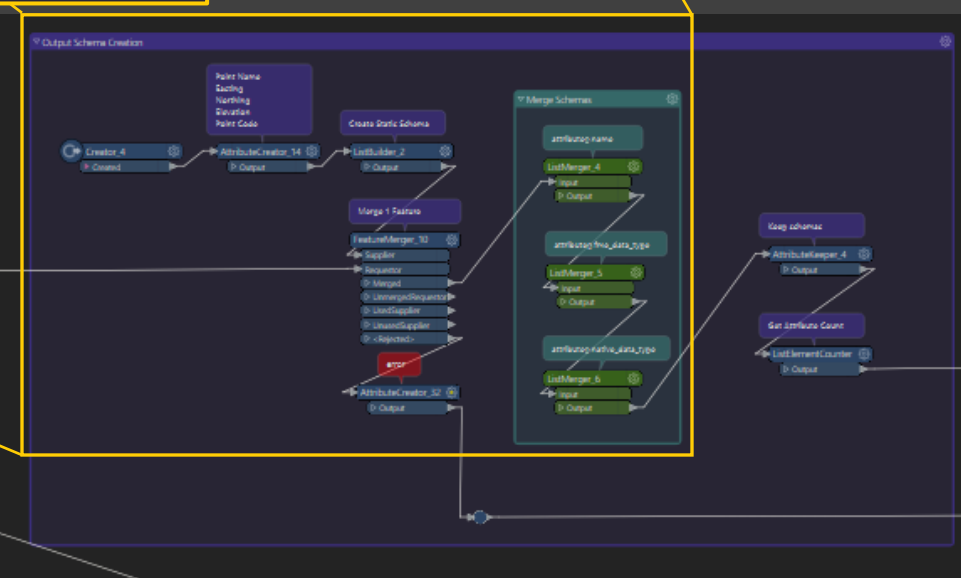 Output Schema Creation
Point Name
Easting
Northing
Elevation
Point Code
Creator_4
Created
AttributeCreator_14
Output
Create Static Schema
ListBuilder_2
Output
Merge 1 Feature
FeatureMerger_10
Supplier
Requestor
Merged
UnmergedRequestor
UsedSupplier
UnusedSupplier
<Rejected>
error
AttributeCreator_32
Output
Merge Schemas
attribute{}.name
ListMerger_4
Input
Output
attribute{}.fme_data_type
ListMerger_5
Input
Output
attribute{}.native_data_type
ListMerger_6
Input
Output
Keep schemas
AttributeKeeper_4
Output
Get Attribute Count
ListElementCounter
Output